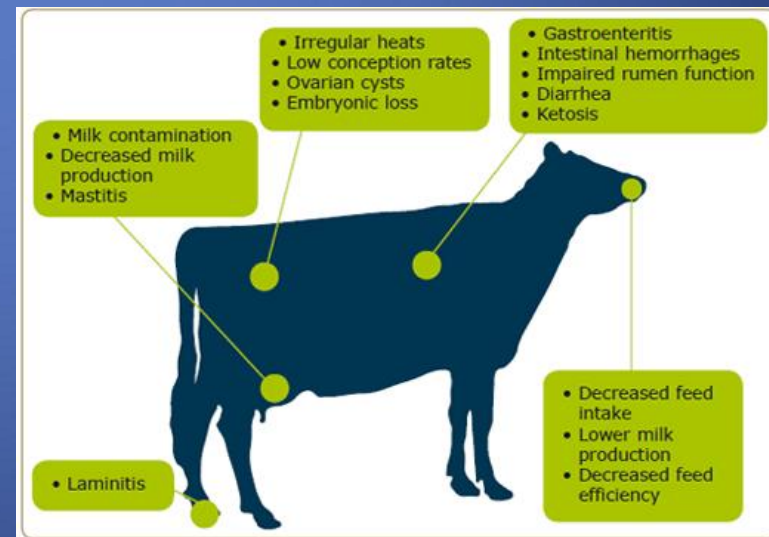 • Irregular heats
• Low conception rates
• Ovarian cysts
• Embryonic loss
• Gastroenteritis
• Intestinal hemorrhages
• Impaired rumen function
• Diarrhea
• Ketosis
• Milk contamination
• Decreased milk
production
• Mastitis
• Decreased feed
intake
• Lower milk
production
• Decreased feed
efficiency
• Laminitis